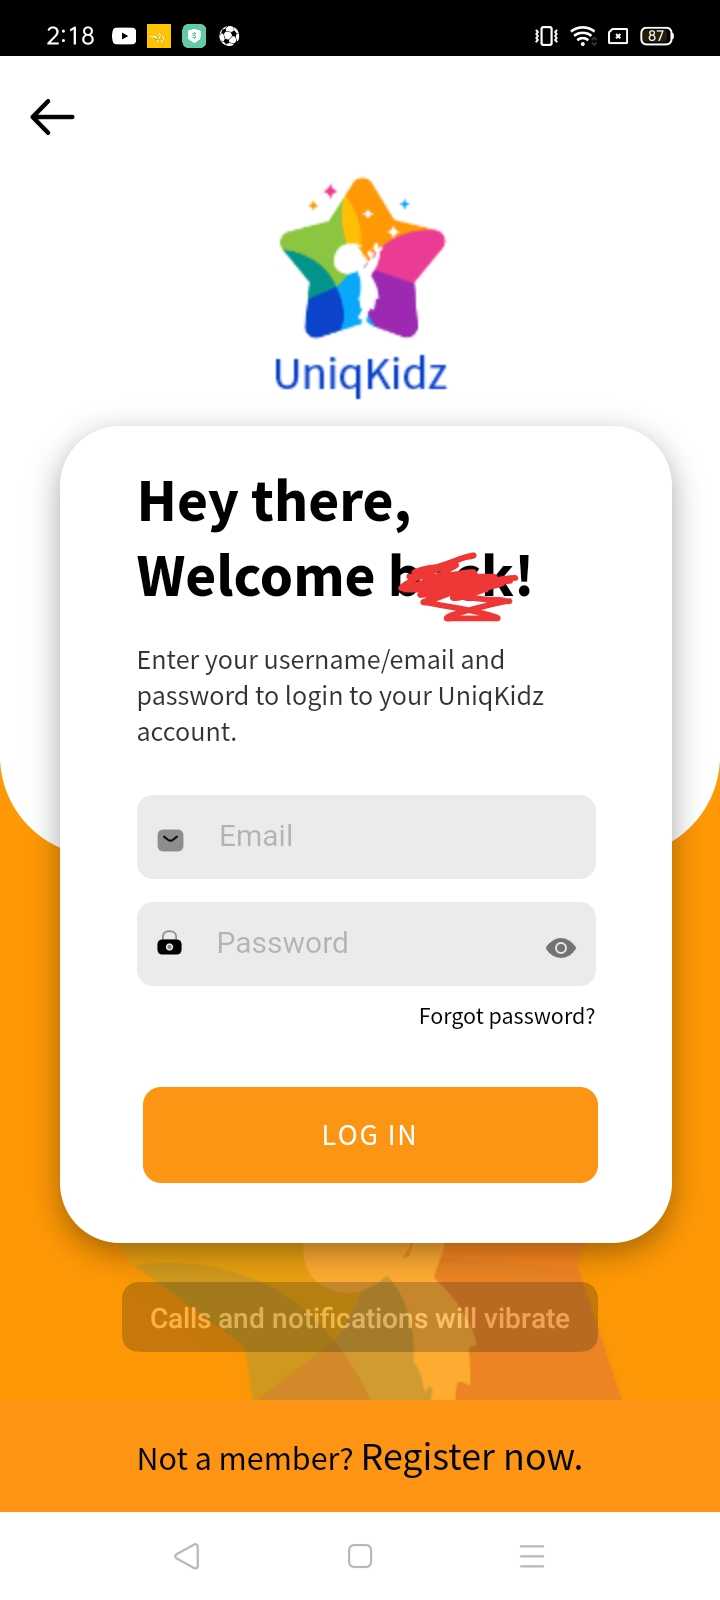 2:18
87
UniqKidz
Hey there,
Welcome back!
Enter your username/email and
password to login to your UniqKidz
account.
Email
Password
Forgot password?
LOG IN
Calls and notifications will vibrate
Not a member? Register now.